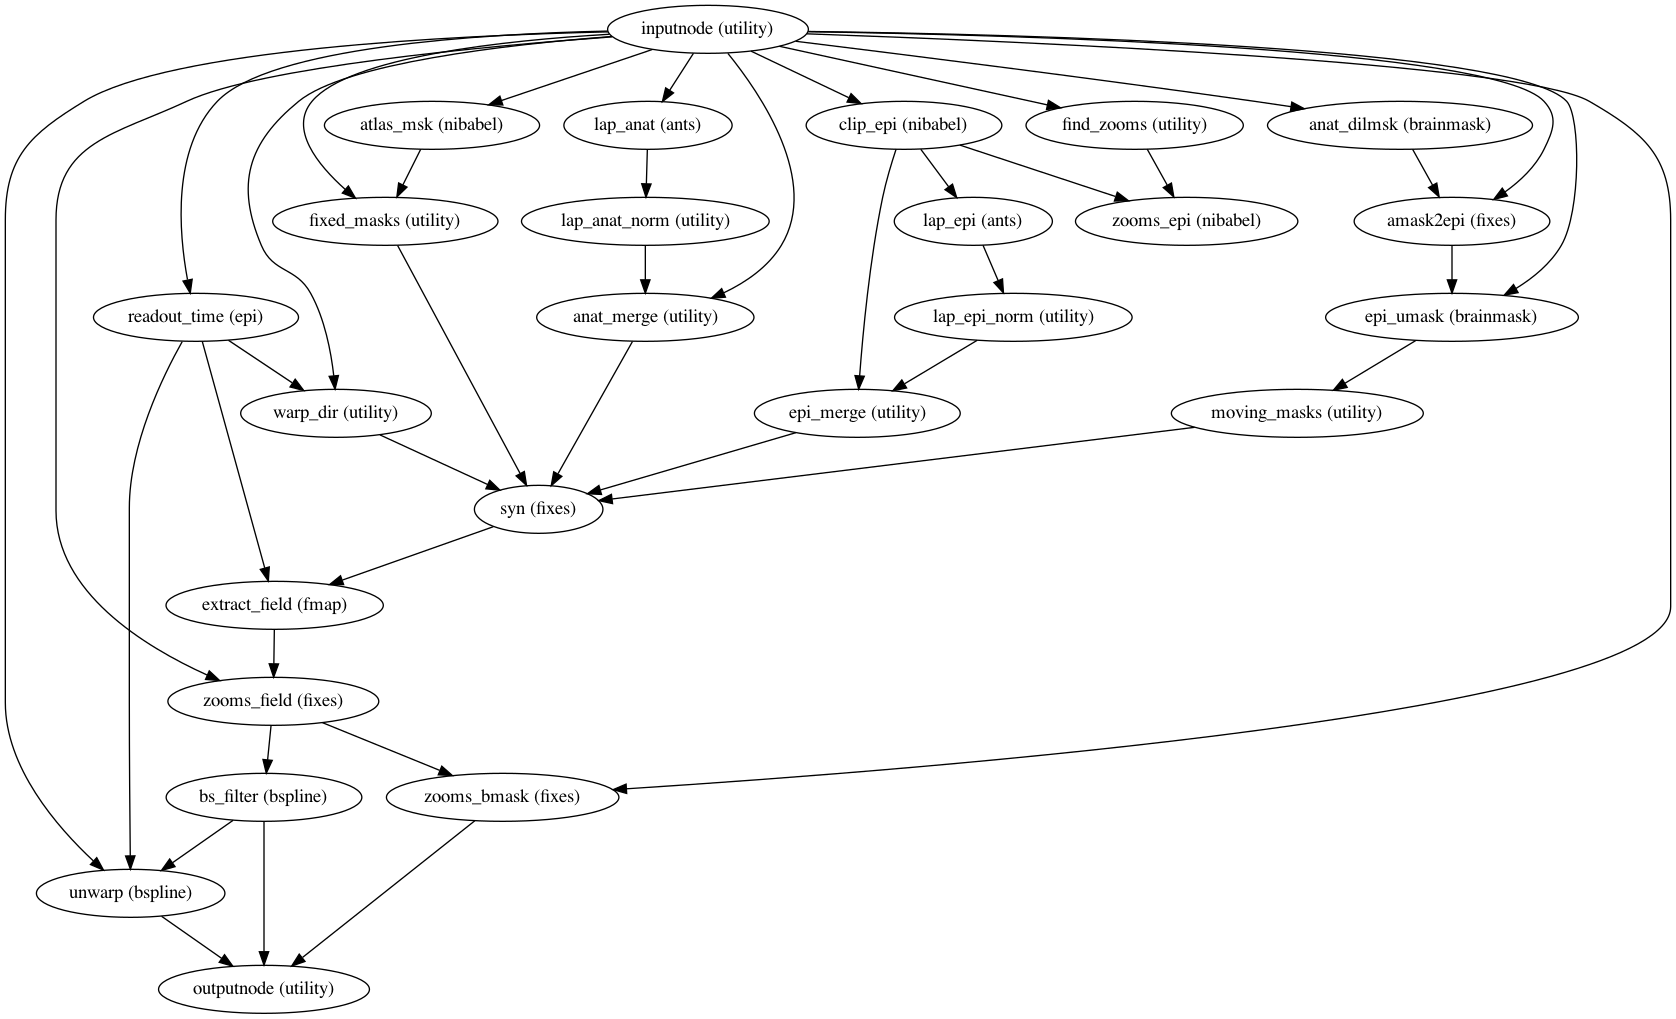 inputnode (utility)
atlas_msk (nibabel)
lap_anat (ants)
clip_epi (nibabel)
find_zooms (utility)
anat_dilmsk (brainmask)
fixed_masks (utility)
lap_anat_norm (utility)
lap_epi (ants)
zooms_epi (nibabel)
amask2epi (fixes)
readout_time (epi)
anat_merge (utility)
lap_epi_norm (utility)
epi_umask (brainmask)
warp_dir (utility)
epi_merge (utility)
moving_masks (utility)
syn (fixes)
extract_field (fmap)
zooms_field (fixes)
bs_filter (bspline)
zooms_bmask (fixes)
unwarp (bspline)
outputnode (utility)